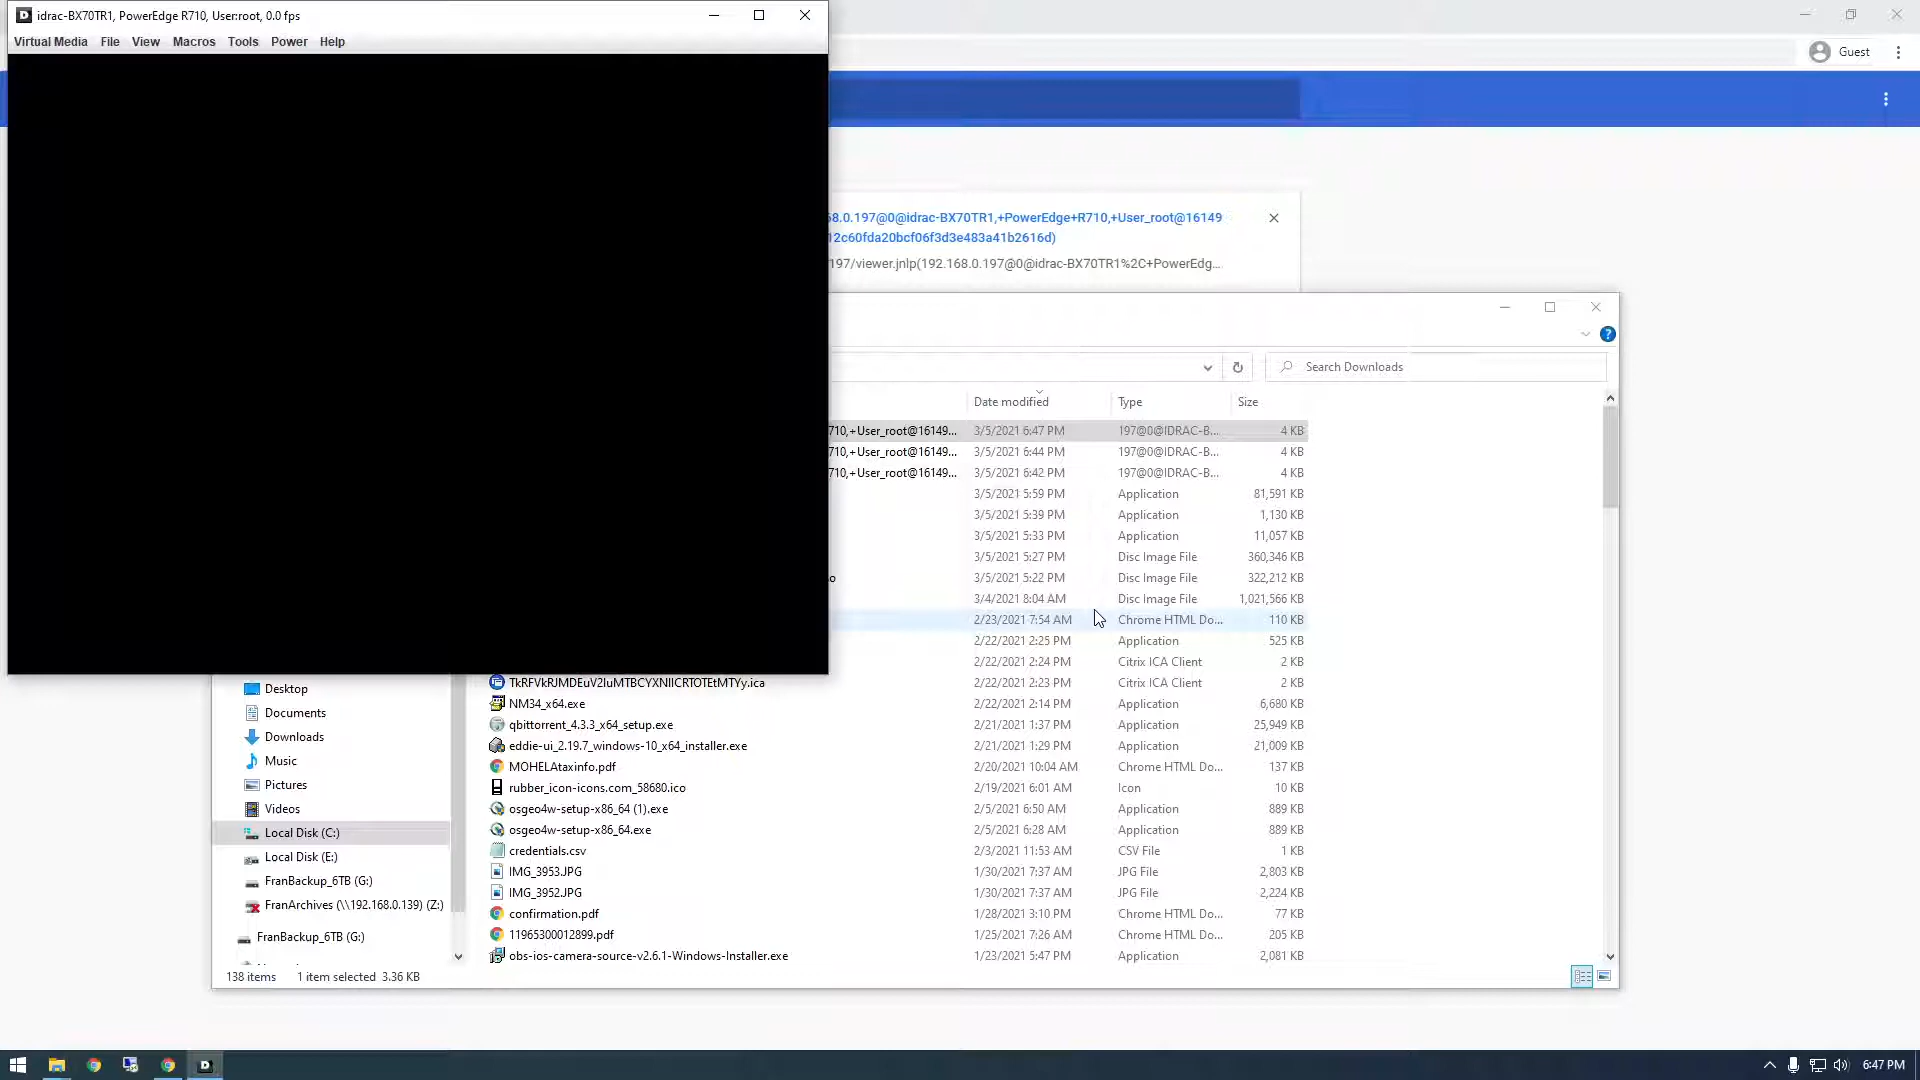 idrac-BX70TR1, PowerEdge R710, User:root, 0.0 fps
Virtual Media File View Macros Tools Power Help
Guest
68.0.197@0@idrac-BX70TR1,+PowerEdge+R710,+User_root@16149
12c60fda20bcf06f3d3e483a41b2616d)
197/viewer.jnlp(192.168.0.197@0@idrac-BX70TR1%2C+PowerEdg...
Search Downloads
Date modified Type Size
710,+User_root@16149... 3/5/2021 6:47 PM 197@0@IDRAC-B... 4 KB
710,+User_root@16149... 3/5/2021 6:44 PM 197@0@IDRAC-B... 4 KB
710,+User_root@16149... 3/5/2021 6:42 PM 197@0@IDRAC-B... 4 KB
3/5/2021 5:59 PM Application 81,591 KB
3/5/2021 5:39 PM Application 1,130 KB
3/5/2021 5:33 PM Application 11,057 KB
3/5/2021 5:27 PM Disc Image File 360,346 KB
o 3/5/2021 5:22 PM Disc Image File 322,212 KB
3/4/2021 8:04 AM Disc Image File 1,021,566 KB
2/23/2021 7:54 AM Chrome HTML Do... 110 KB
2/22/2021 2:25 PM Application 525 KB
2/22/2021 2:24 PM Citrix ICA Client 2 KB
2/22/2021 2:23 PM Citrix ICA Client 2 KB
NM34_x64.exe 2/22/2021 2:14 PM Application 6,680 KB
qbittorrent_4.3.3_x64_setup.exe 2/21/2021 1:37 PM Application 25,949 KB
eddie-ui_2.19.7_windows-10_x64_installer.exe 2/21/2021 1:29 PM Application 21,009 KB
MOHELAtaxinfo.pdf 2/20/2021 10:04 AM Chrome HTML Do... 137 KB
rubber_icon-icons.com_58680.ico 2/19/2021 6:01 AM Icon 10 KB
osgeo4w-setup-x86_64 (1).exe 2/5/2021 6:50 AM Application 889 KB
osgeo4w-setup-x86_64.exe 2/5/2021 6:28 AM Application 889 KB
credentials.csv 2/3/2021 11:53 AM CSV File 1 KB
IMG_3953.JPG 1/30/2021 7:37 AM JPG File 2,803 KB
IMG_3952.JPG 1/30/2021 7:37 AM JPG File 2,224 KB
confirmation.pdf 1/28/2021 3:10 PM Chrome HTML Do... 77 KB
11965300012899.pdf 1/25/2021 7:26 AM Chrome HTML Do... 205 KB
obs-ios-camera-source-v2.6.1-Windows-Installer.exe 1/23/2021 5:47 PM Application 2,081 KB
Desktop
Documents
Downloads
Music
Pictures
Videos
Local Disk (C:)
Local Disk (E:)
FranBackup_6TB (G:)
FranArchives (\\192.168.0.139) (Z:)
FranBackup_6TB (G:)
138 items 1 item selected 3.36 KB
6:47 PM